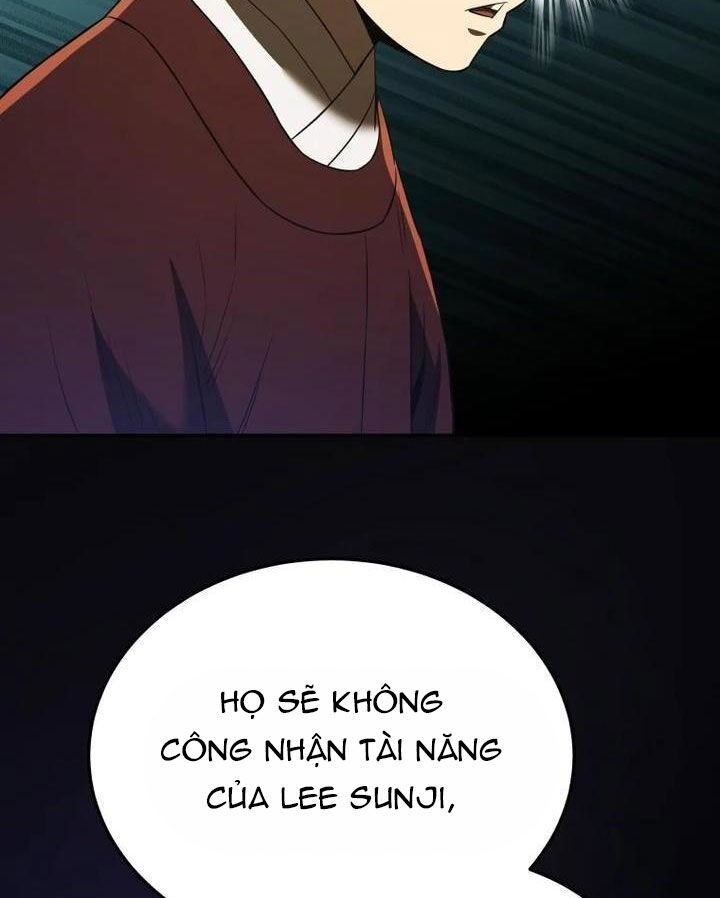 HỌ SẼ KHÔNG
CÔNG NHẬN TÀI NĂNG
CỦA LEE SUNJI,